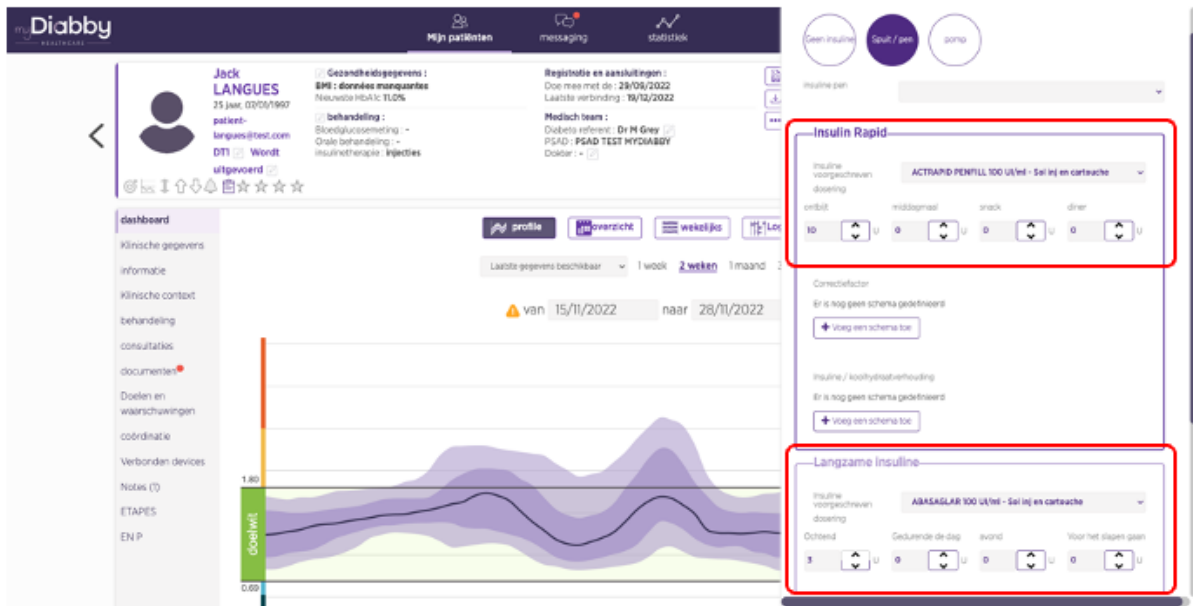 myDiabby
HEALTHCARE
Mijn patiënten
messaging
statistiek
Jack
LANGUES
25 jaar, 02/01/1997
patient-
langues@test.com
DT1 Wordt
uitgevoerd
Gezondheidsgegevens :
BMI : données manquantes
Nieuwste HbA1c: 11.0%
behandeling :
Bloedglucosemeting : -
Orale behandeling : -
insulinetherapie : injecties
Registratie en aansluitingen :
Doe mee met de : 29/09/2022
Laatste verbinding : 19/12/2022
Medisch team :
Diabeto referent : Dr M Grey
PSAD : PSAD TEST MYDIABBY
Dokter : -
dashboard
Klinische gegevens
informatie
Klinische context
behandeling
consultaties
documenten
Doelen en
waarschuwingen
coördinatie
Verbonden devices
Notes (1)
ETAPES
EN P
profile
overzicht
wekelijks
Laatste gegevens beschikbaar
1 week 2 weken 1 maand
van 15/11/2022 naar 28/11/2022
1.80
doelwit
0.69
Geen insuline
Spuit / pen
pomp
Insuline pen
Insulin Rapid
Insuline
voorgeschreven
ACTRAPID PENFILL 100 UI/ml - Sol inj en cartouche
dosering
ontbijt middagmaal snack diner
10 U 0 U 0 U 0 U
Correctiefactor
Er is nog geen schema gedefinieerd
+ Voeg een schema toe
Insuline / koolhydraatverhouding
Er is nog geen schema gedefinieerd
+ Voeg een schema toe
Langzame insuline
Insuline
voorgeschreven
ABASAGLAR 100 UI/ml - Sol inj en cartouche
dosering
Ochtend Gedurende de dag avond Voor het slapen gaan
3 U 0 U 0 U 0 U